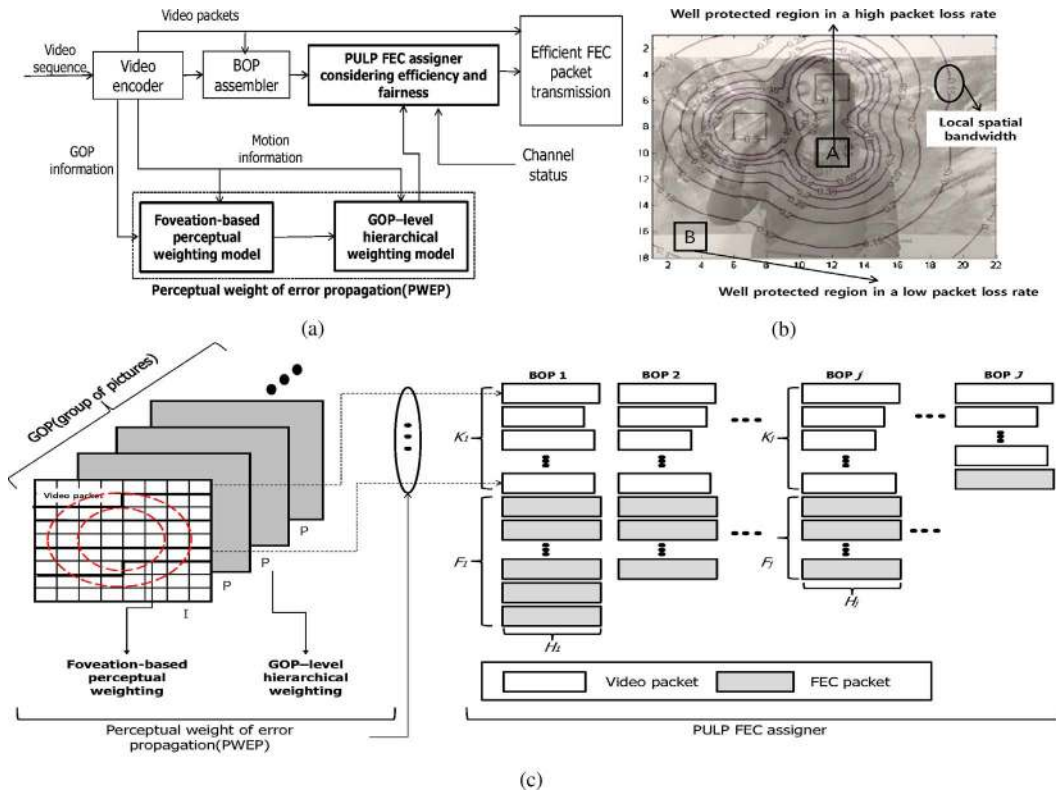 Video packets
Video
sequence
Video
encoder
BOP
assembler
PULP FEC assigner
considering efficiency and
fairness
Efficient FEC
packet
transmission
GOP
information
Motion
information
Channel
status
Foveation-based
perceptual
weighting model
GOP-level
hierarchical
weighting model
Perceptual weight of error propagation(PWEP)
(a)
Well protected region in a high packet loss rate
Local spatial
bandwidth
A
B
2 4 6 8 10 12 14 16 18
2 4 6 8 10 12 14 16 18 20 22
Well protected region in a low packet loss rate
(b)
GOP(group of pictures)
Video packet
I
P
P
P
Foveation-based
perceptual
weighting
GOP-level
hierarchical
weighting
Perceptual weight of error
propagation(PWEP)
BOP 1
BOP 2
BOP j
BOP J
K1
Kj
F1
Fj
H1
Hj
Video packet
FEC packet
PULP FEC assigner
(c)